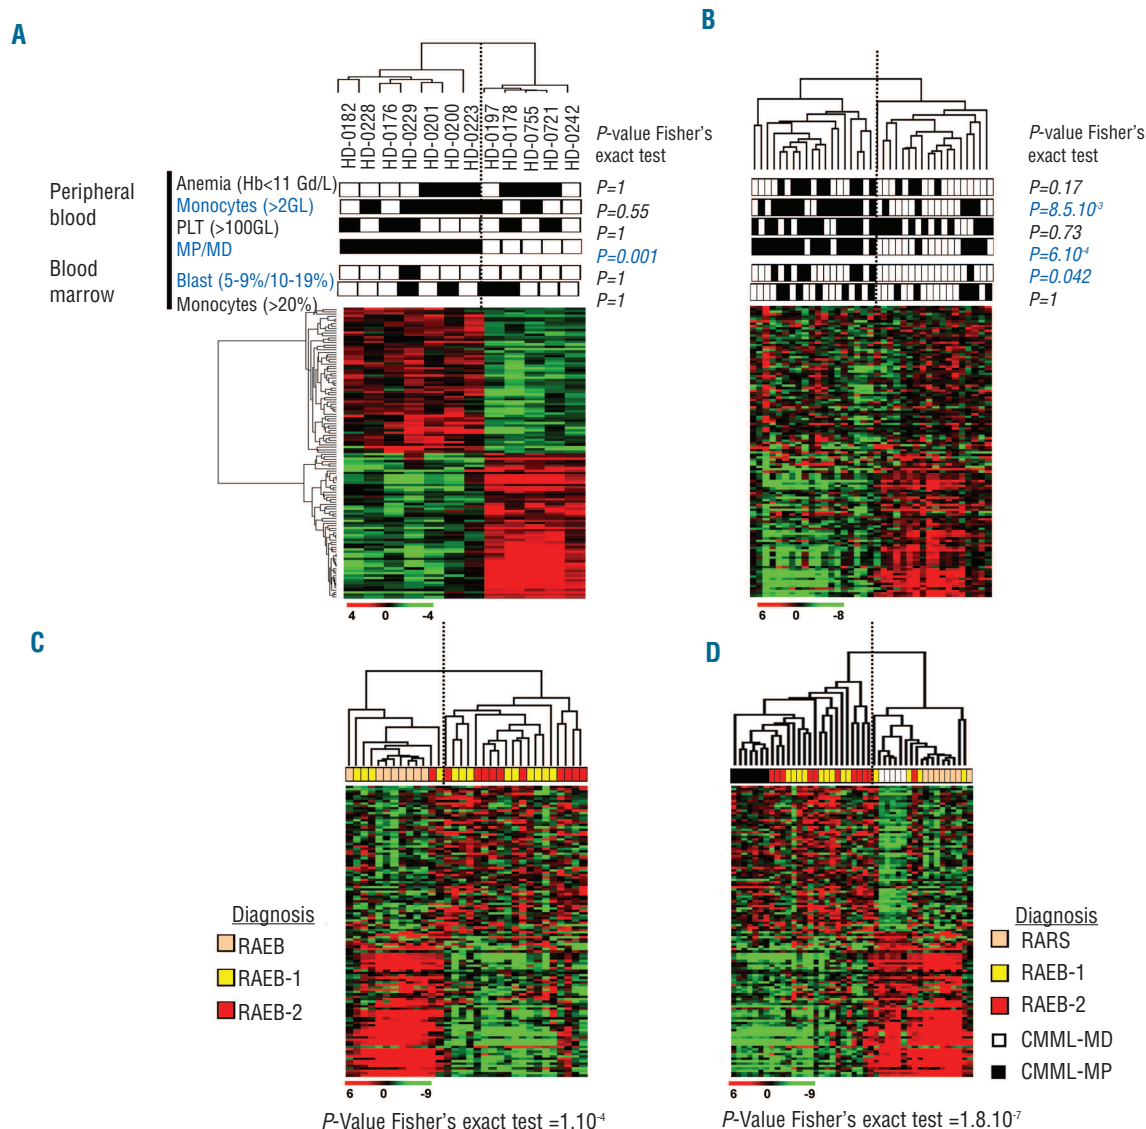 A
B
HD-0182
HD-0228
HD-0176
HD-0229
HD-0201
HD-0200
HD-0223
HD-0197
HD-0178
HD-0755
HD-0721
HD-0242
P-value Fisher's
exact test
P-value Fisher's
exact test
Peripheral
blood
Blood
marrow
Anemia (Hb<11 Gd/L)
Monocytes (>2GL)
PLT (>100GL)
MP/MD
Blast (5-9%/10-19%)
Monocytes (>20%)
P=1
P=0.55
P=1
P=0.001
P=1
P=1
P=0.17
P=8.5.10-3
P=0.73
P=6.10-4
P=0.042
P=1
4 0 -4
6 0 -8
C
D
Diagnosis
RAEB
RAEB-1
RAEB-2
Diagnosis
RARS
RAEB-1
RAEB-2
CMML-MD
CMML-MP
6 0 -9
6 0 -9
P-Value Fisher's exact test =1.10-4
P-Value Fisher's exact test =1.8.10-7